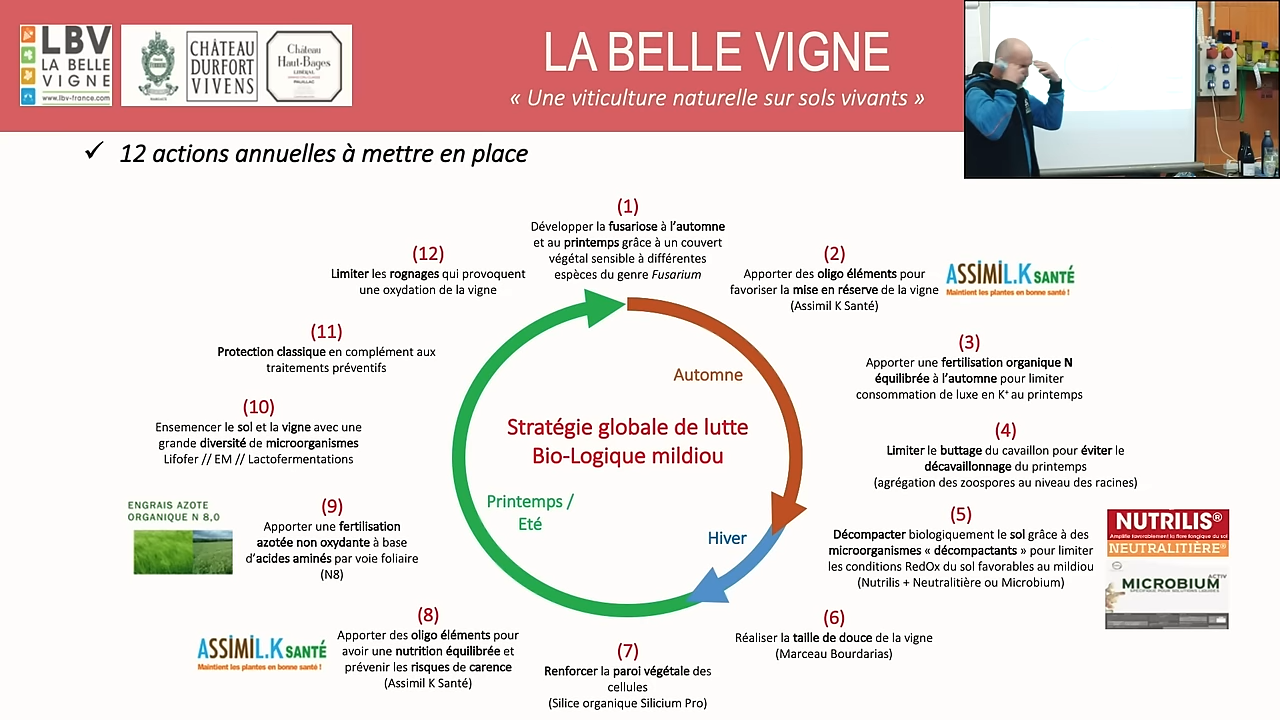 LBV
LA BELLE
VIGNE
www.lbv-france.com
CHÂTEAU
DURFORT
VIVENS
Château
Haut-Bages
LIBÉRAL
PAUILLAC
LA BELLE VIGNE
« Une viticulture naturelle sur sols vivants »
✓ 12 actions annuelles à mettre en place
(1)
Développer la fusariose à l'automne
et au printemps grâce à un couvert
végétal sensible à différentes
espèces du genre Fusarium
(2)
Apporter des oligo éléments pour
favoriser la mise en réserve de la vigne
(Assimil K Santé)
ASSIMIL.K SANTÉ
Maintient les plantes en bonne santé !
(3)
Apporter une fertilisation organique N
équilibrée à l'automne pour limiter
consommation de luxe en K⁺ au printemps
(4)
Limiter le buttage du cavaillon pour éviter le
décavaillonnage du printemps
(agrégation des zoospores au niveau des racines)
(5)
Décompacter biologiquement le sol grâce à des
microorganismes « décompactants » pour limiter
les conditions RedOx du sol favorables au mildiou
(Nutrilis + Neutralitière ou Microbium)
NUTRILIS®
Amplifie favorablement la flore fongique du sol
NEUTRALITIÈRE®
MICROBIUM ACTIV
(6)
Réaliser la taille de douce de la vigne
(Marceau Bourdarias)
(7)
Renforcer la paroi végétale des
cellules
(Silice organique Silicium Pro)
(8)
Apporter des oligo éléments pour
avoir une nutrition équilibrée et
prévenir les risques de carence
(Assimil K Santé)
ASSIMIL.K SANTÉ
Maintient les plantes en bonne santé !
(9)
Apporter une fertilisation
azotée non oxydante à base
d'acides aminés par voie foliaire
(N8)
ENGRAIS AZOTE
ORGANIQUE N 8,0
(10)
Ensemencer le sol et la vigne avec une
grande diversité de microorganismes
Lifofer // EM // Lactofermentations
(11)
Protection classique en complément aux
traitements préventifs
(12)
Limiter les rognages qui provoquent
une oxydation de la vigne
Automne
Stratégie globale de lutte
Bio-Logique mildiou
Printemps /
Eté
Hiver